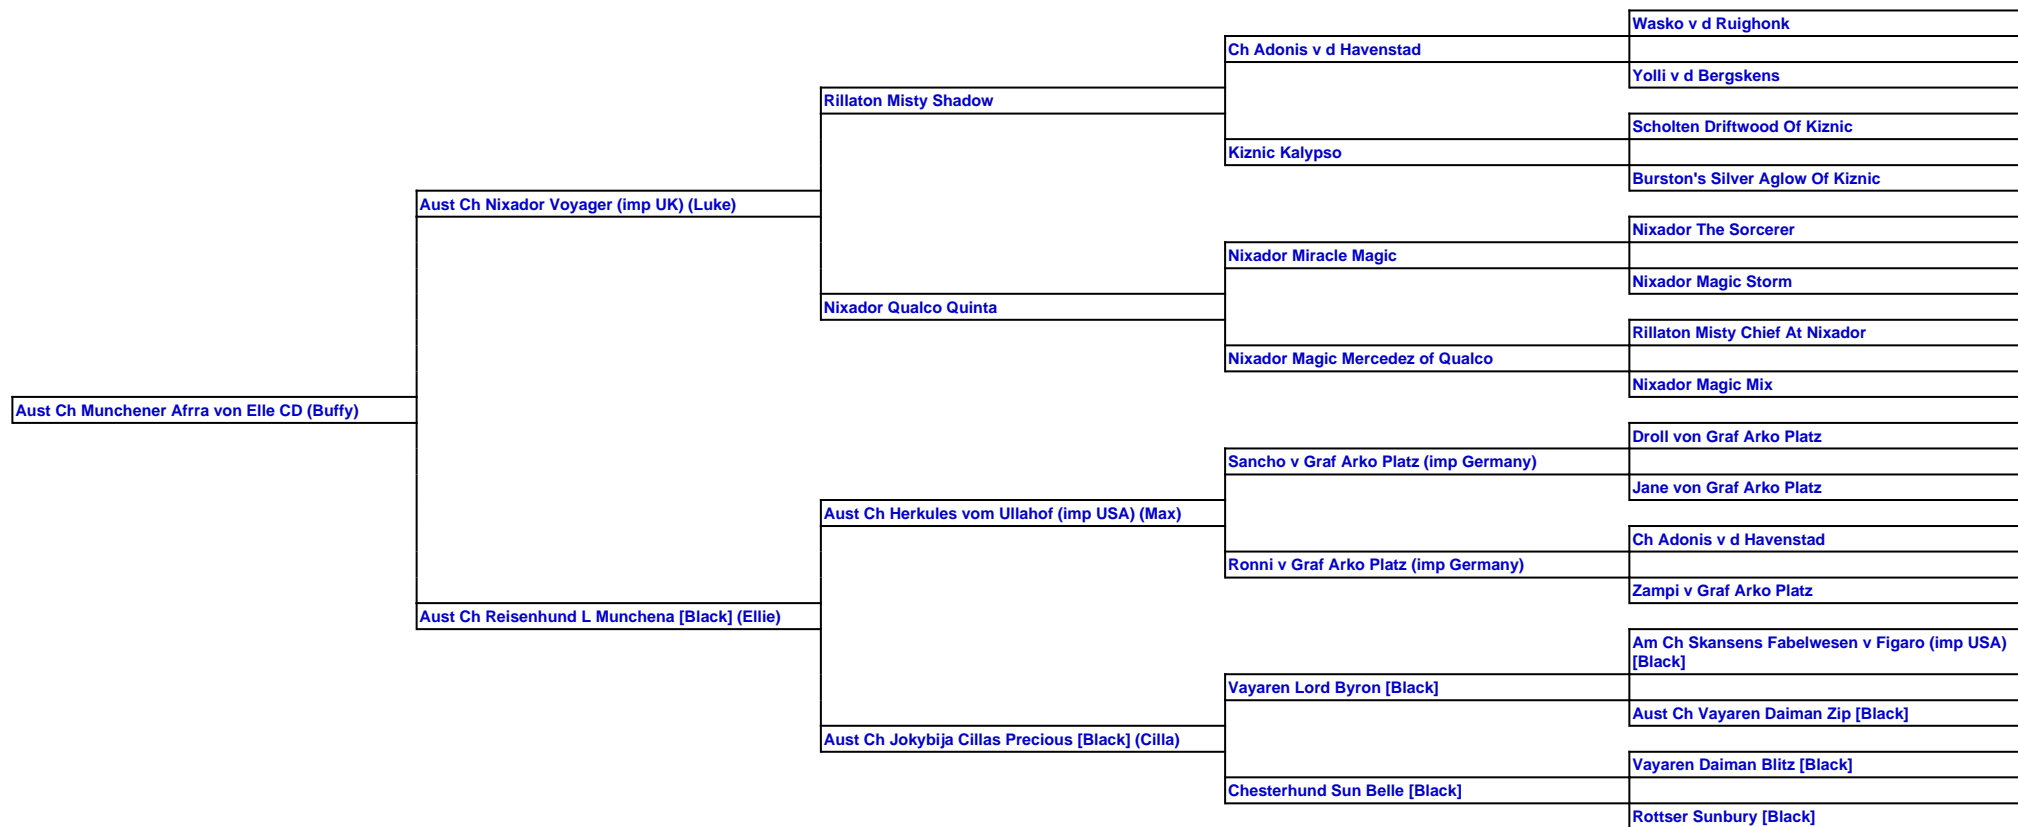 Wasko v d Ruighonk
Ch Adonis v d Havenstad
Yolli v d Bergskens
Rillaton Misty Shadow
Scholten Driftwood Of Kiznic
Kiznic Kalypso
Burston's Silver Aglow Of Kiznic
Aust Ch Nixador Voyager (imp UK) (Luke)
Nixador The Sorcerer
Nixador Miracle Magic
Nixador Magic Storm
Nixador Qualco Quinta
Rillaton Misty Chief At Nixador
Nixador Magic Mercedez of Qualco
Nixador Magic Mix
Aust Ch Munchener Afrra von Elle CD (Buffy)
Droll von Graf Arko Platz
Sancho v Graf Arko Platz (imp Germany)
Jane von Graf Arko Platz
Aust Ch Herkules vom Ullahof (imp USA) (Max)
Ch Adonis v d Havenstad
Ronni v Graf Arko Platz (imp Germany)
Zampi v Graf Arko Platz
Aust Ch Reisenhund L Munchena [Black] (Ellie)
Am Ch Skansens Fabelwesen v Figaro (imp USA)
[Black]
Vayaren Lord Byron [Black]
Aust Ch Vayaren Daiman Zip [Black]
Aust Ch Jokybija Cillas Precious [Black] (Cilla)
Vayaren Daiman Blitz [Black]
Chesterhund Sun Belle [Black]
Rottser Sunbury [Black]